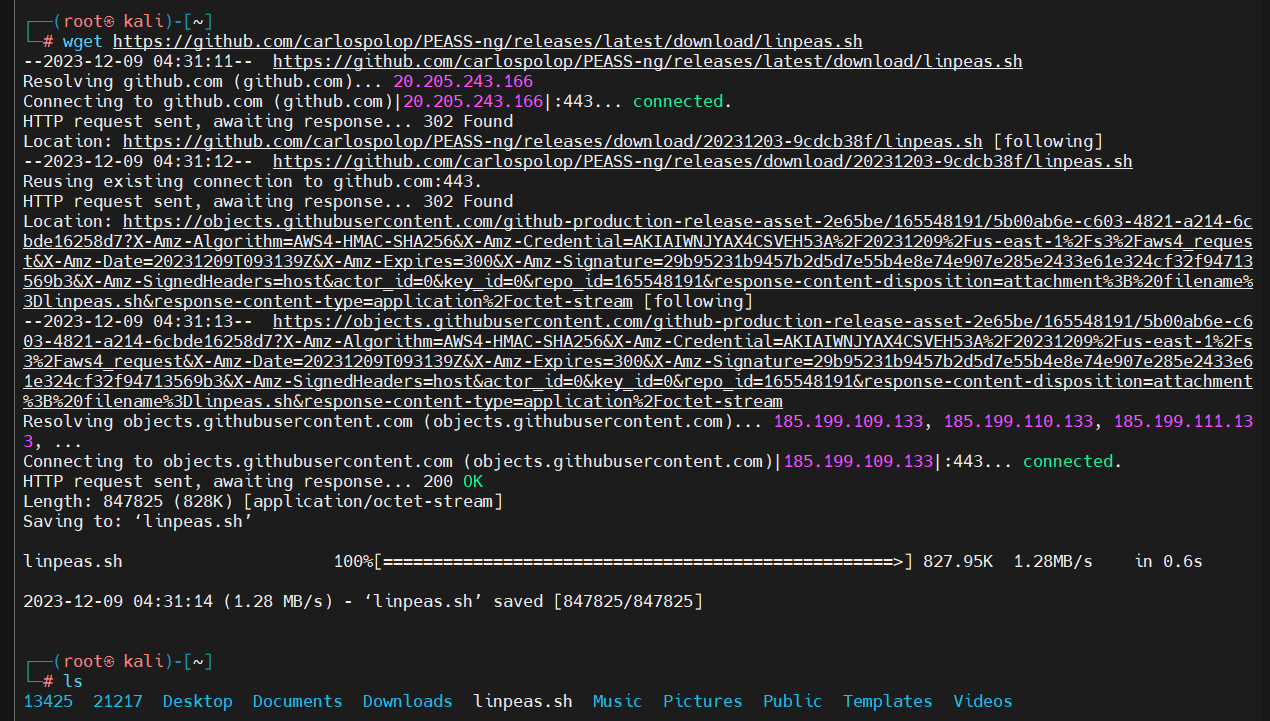 ┌──(root㉿ kali)-[~]
└─# wget https://github.com/carlospolop/PEASS-ng/releases/latest/download/linpeas.sh
--2023-12-09 04:31:11--  https://github.com/carlospolop/PEASS-ng/releases/latest/download/linpeas.sh
Resolving github.com (github.com)... 20.205.243.166
Connecting to github.com (github.com)|20.205.243.166|:443... connected.
HTTP request sent, awaiting response... 302 Found
Location: https://github.com/carlospolop/PEASS-ng/releases/download/20231203-9cdcb38f/linpeas.sh [following]
--2023-12-09 04:31:12--  https://github.com/carlospolop/PEASS-ng/releases/download/20231203-9cdcb38f/linpeas.sh
Reusing existing connection to github.com:443.
HTTP request sent, awaiting response... 302 Found
Location: https://objects.githubusercontent.com/github-production-release-asset-2e65be/165548191/5b00ab6e-c603-4821-a214-6c
bde16258d7?X-Amz-Algorithm=AWS4-HMAC-SHA256&X-Amz-Credential=AKIAIWNJYAX4CSVEH53A%2F20231209%2Fus-east-1%2Fs3%2Faws4_reques
t&X-Amz-Date=20231209T093139Z&X-Amz-Expires=300&X-Amz-Signature=29b95231b9457b2d5d7e55b4e8e74e907e285e2433e61e324cf32f94713
569b3&X-Amz-SignedHeaders=host&actor_id=0&key_id=0&repo_id=165548191&response-content-disposition=attachment%3B%20filename%
3Dlinpeas.sh&response-content-type=application%2Foctet-stream [following]
--2023-12-09 04:31:13--  https://objects.githubusercontent.com/github-production-release-asset-2e65be/165548191/5b00ab6e-c6
03-4821-a214-6cbde16258d7?X-Amz-Algorithm=AWS4-HMAC-SHA256&X-Amz-Credential=AKIAIWNJYAX4CSVEH53A%2F20231209%2Fus-east-1%2Fs
3%2Faws4_request&X-Amz-Date=20231209T093139Z&X-Amz-Expires=300&X-Amz-Signature=29b95231b9457b2d5d7e55b4e8e74e907e285e2433e6
1e324cf32f94713569b3&X-Amz-SignedHeaders=host&actor_id=0&key_id=0&repo_id=165548191&response-content-disposition=attachment
%3B%20filename%3Dlinpeas.sh&response-content-type=application%2Foctet-stream
Resolving objects.githubusercontent.com (objects.githubusercontent.com)... 185.199.109.133, 185.199.110.133, 185.199.111.13
3, ...
Connecting to objects.githubusercontent.com (objects.githubusercontent.com)|185.199.109.133|:443... connected.
HTTP request sent, awaiting response... 200 OK
Length: 847825 (828K) [application/octet-stream]
Saving to: ‘linpeas.sh’
linpeas.sh                     100%[===================================================>] 827.95K  1.28MB/s    in 0.6s
2023-12-09 04:31:14 (1.28 MB/s) - ‘linpeas.sh’ saved [847825/847825]
┌──(root㉿ kali)-[~]
└─# ls
13425  21217  Desktop  Documents  Downloads  linpeas.sh  Music  Pictures  Public  Templates  Videos